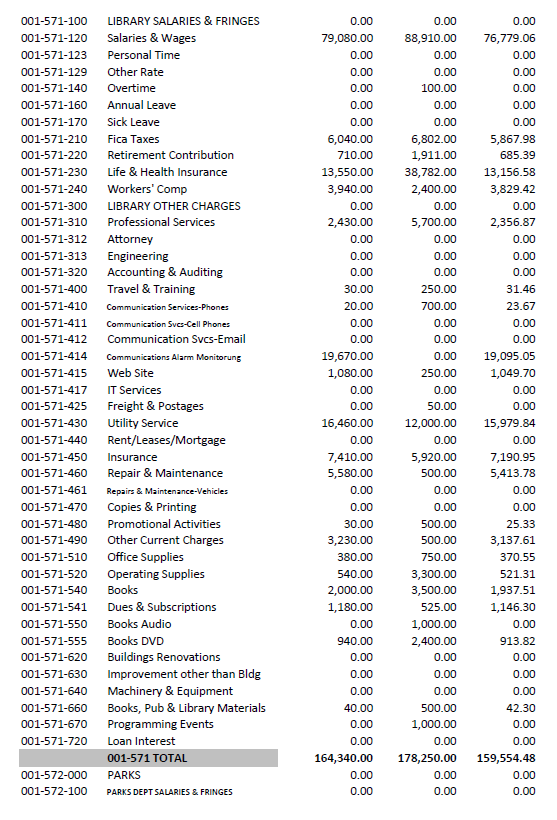 001-571-100 LIBRARY SALARIES & FRINGES 0.00 0.00 0.00
001-571-120 Salaries & Wages 79,080.00 88,910.00 76,779.06
001-571-123 Personal Time 0.00 0.00 0.00
001-571-129 Other Rate 0.00 0.00 0.00
001-571-140 Overtime 0.00 100.00 0.00
001-571-160 Annual Leave 0.00 0.00 0.00
001-571-170 Sick Leave 0.00 0.00 0.00
001-571-210 Fica Taxes 6,040.00 6,802.00 5,867.98
001-571-220 Retirement Contribution 710.00 1,911.00 685.39
001-571-230 Life & Health Insurance 13,550.00 38,782.00 13,156.58
001-571-240 Workers' Comp 3,940.00 2,400.00 3,829.42
001-571-300 LIBRARY OTHER CHARGES 0.00 0.00 0.00
001-571-310 Professional Services 2,430.00 5,700.00 2,356.87
001-571-312 Attorney 0.00 0.00 0.00
001-571-313 Engineering 0.00 0.00 0.00
001-571-320 Accounting & Auditing 0.00 0.00 0.00
001-571-400 Travel & Training 30.00 250.00 31.46
001-571-410 Communication Services-Phones 20.00 700.00 23.67
001-571-411 Communication Svcs-Cell Phones 0.00 0.00 0.00
001-571-412 Communication Svcs-Email 0.00 0.00 0.00
001-571-414 Communications Alarm Monitorung 19,670.00 0.00 19,095.05
001-571-415 Web Site 1,080.00 250.00 1,049.70
001-571-417 IT Services 0.00 0.00 0.00
001-571-425 Freight & Postages 0.00 50.00 0.00
001-571-430 Utility Service 16,460.00 12,000.00 15,979.84
001-571-440 Rent/Leases/Mortgage 0.00 0.00 0.00
001-571-450 Insurance 7,410.00 5,920.00 7,190.95
001-571-460 Repair & Maintenance 5,580.00 500.00 5,413.78
001-571-461 Repairs & Maintenance-Vehicles 0.00 0.00 0.00
001-571-470 Copies & Printing 0.00 0.00 0.00
001-571-480 Promotional Activities 30.00 500.00 25.33
001-571-490 Other Current Charges 3,230.00 500.00 3,137.61
001-571-510 Office Supplies 380.00 750.00 370.55
001-571-520 Operating Supplies 540.00 3,300.00 521.31
001-571-540 Books 2,000.00 3,500.00 1,937.51
001-571-541 Dues & Subscriptions 1,180.00 525.00 1,146.30
001-571-550 Books Audio 0.00 1,000.00 0.00
001-571-555 Books DVD 940.00 2,400.00 913.82
001-571-620 Buildings Renovations 0.00 0.00 0.00
001-571-630 Improvement other than Bldg 0.00 0.00 0.00
001-571-640 Machinery & Equipment 0.00 0.00 0.00
001-571-660 Books, Pub & Library Materials 40.00 500.00 42.30
001-571-670 Programming Events 0.00 1,000.00 0.00
001-571-720 Loan Interest 0.00 0.00 0.00
001-571 TOTAL 164,340.00 178,250.00 159,554.48
001-572-000 PARKS 0.00 0.00 0.00
001-572-100 PARKS DEPT SALARIES & FRINGES 0.00 0.00 0.00